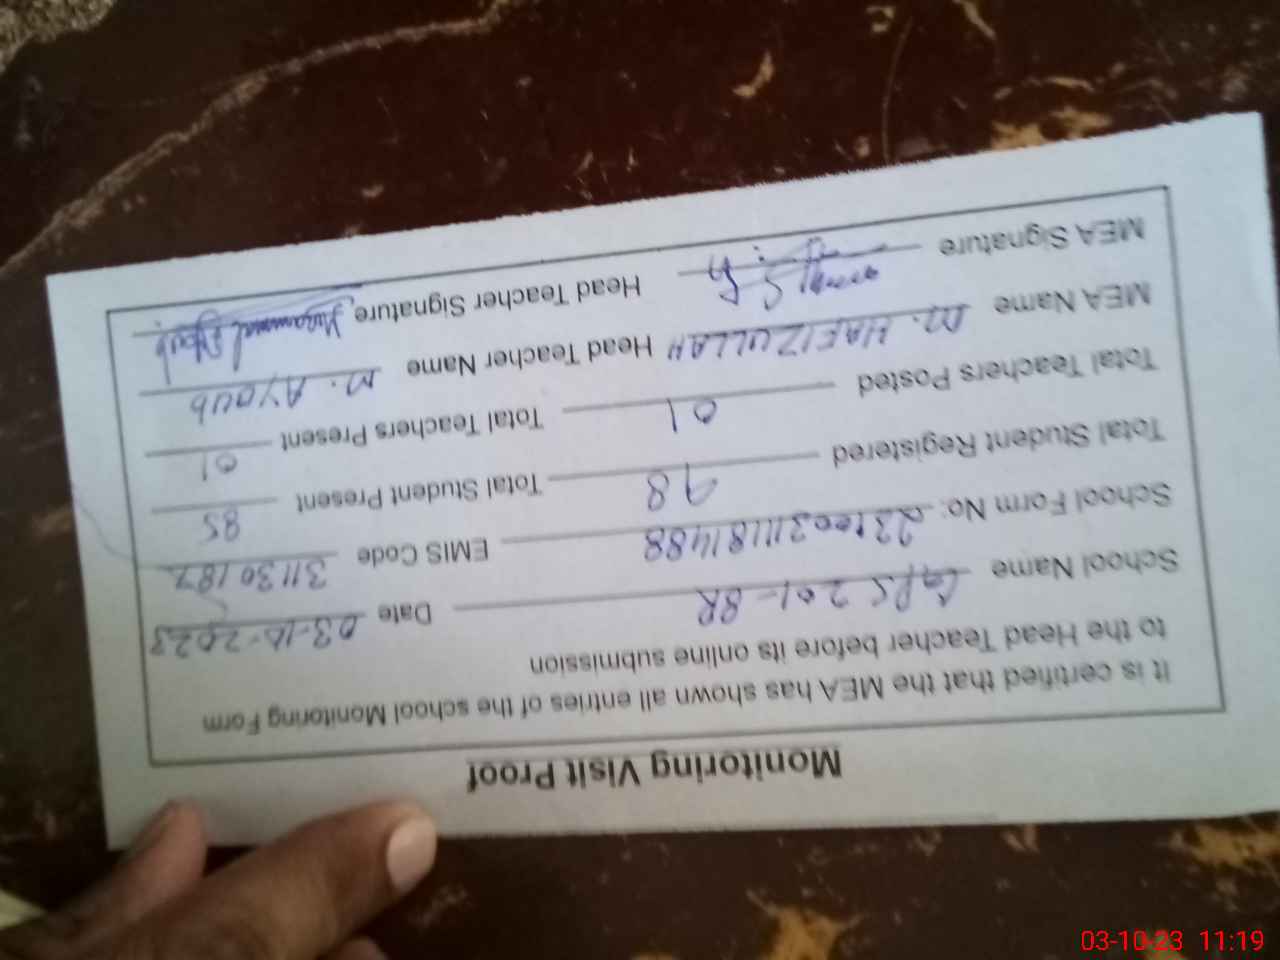 Monitoring Visit Proof
It is certified that the MEA has shown all entries of the school Monitoring Form
to the Head Teacher before its online submission
School Name GGPS 201-8R Date 03-10-2023
School Form No: EMIS Code 31130187
Total Student Registered 98 Total Student Present 85
Total Teachers Posted 01 Total Teachers Present 01
MEA Name M. HAFIZULLAH Head Teacher Name M. AYOUB
MEA Signature Head Teacher Signature Muhammad Ayoub
03-10-23 11:19